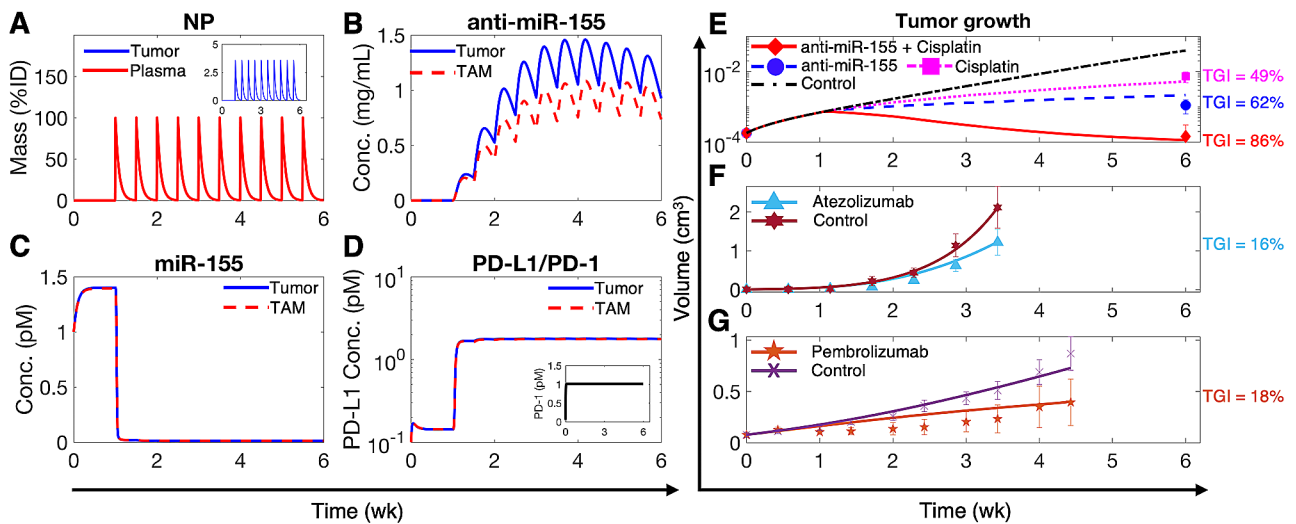 A
NP
Tumor
Plasma
Mass (%ID)
150
100
50
0
0 2 4 6
5
2.5
0
0 3 6
B
anti-miR-155
Tumor
TAM
Conc. (mg/mL)
1.5
1.0
0.5
0
0 2 4 6
C
miR-155
Tumor
TAM
Conc. (pM)
1.5
1
0.5
0
0 2 4 6
D
PD-L1/PD-1
Tumor
TAM
PD-L1 Conc. (pM)
10¹
10⁰
10⁻¹
0 2 4 6
PD-1 (pM)
1.5
1
0.5
0
0 3 6
Time (wk)
E
Tumor growth
anti-miR-155 + Cisplatin
anti-miR-155
Cisplatin
Control
10⁻²
10⁻⁴
0 1 2 3 4 5 6
TGI = 49%
TGI = 62%
TGI = 86%
Volume (cm³)
F
Atezolizumab
Control
2
1
0
0 1 2 3 4 5 6
TGI = 16%
G
Pembrolizumab
Control
1
0.5
0
0 1 2 3 4 5 6
TGI = 18%
Time (wk)